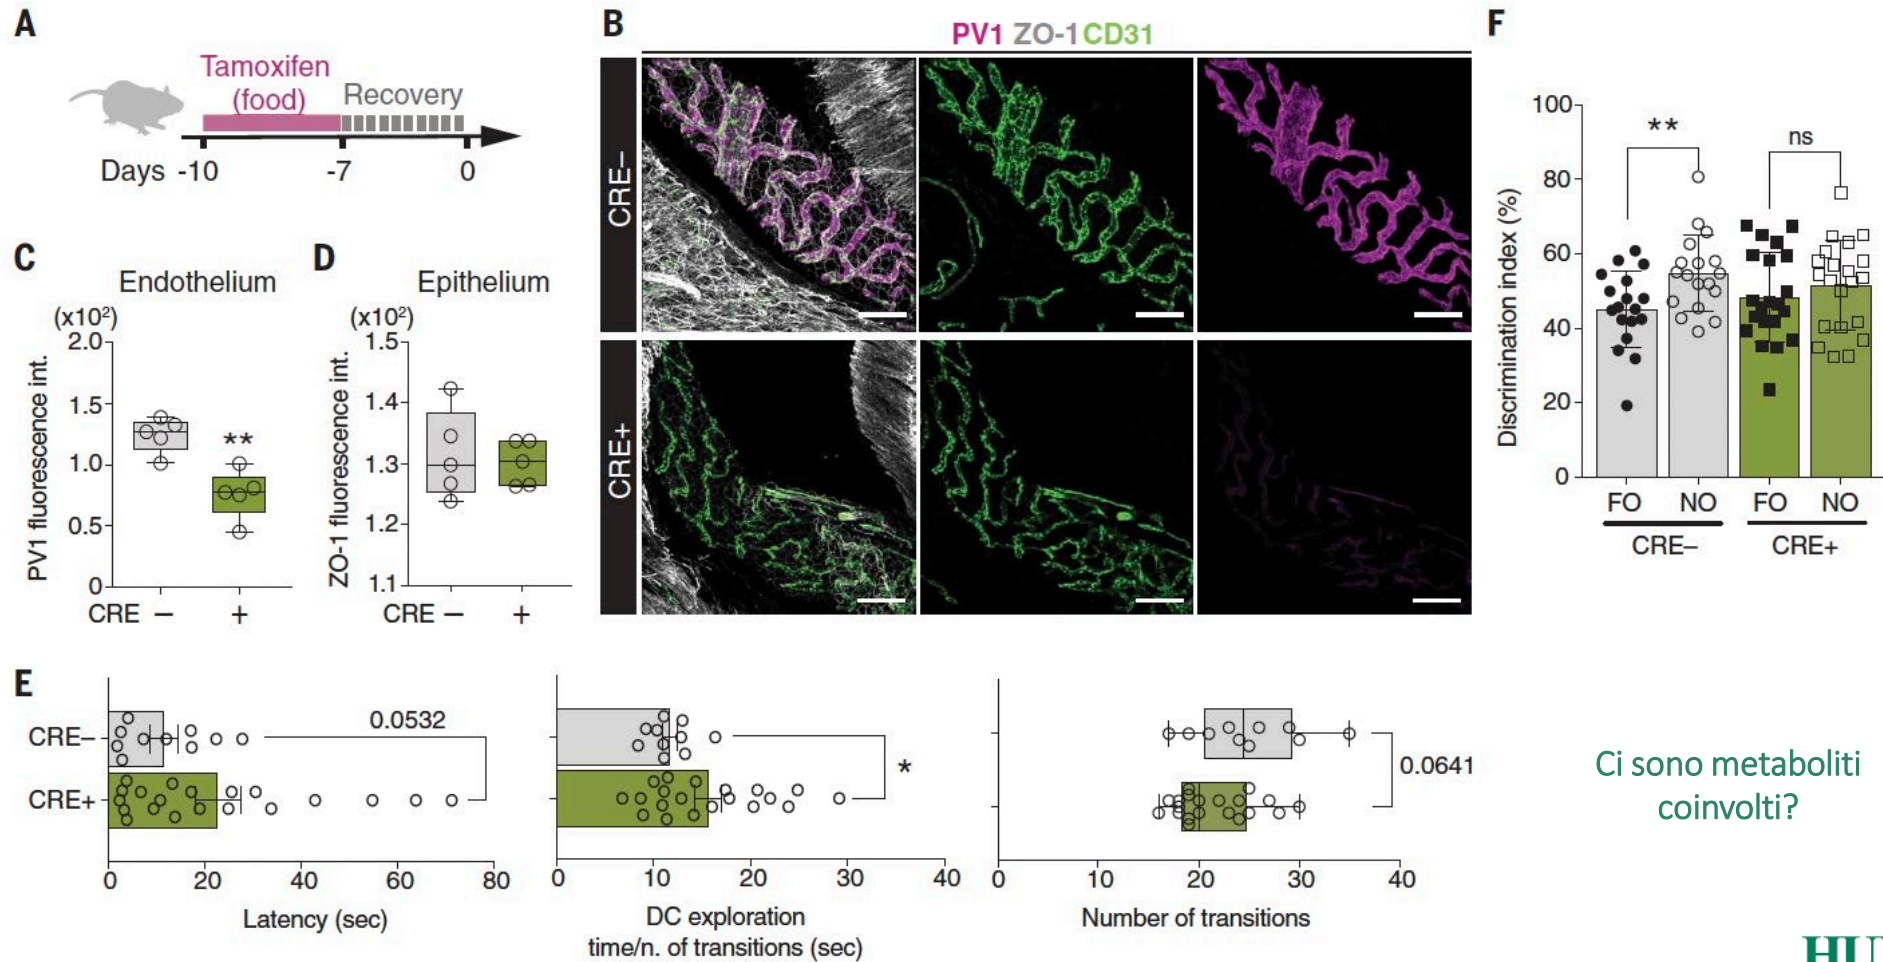 A
Tamoxifen
(food)
Recovery
Days -10 -7 0
B
PV1 ZO-1 CD31
CRE–
CRE+
C
Endothelium
(x10²)
PV1 fluorescence int.
2.0
1.5
1.0
0.5
0
**
CRE – +
D
Epithelium
(x10²)
ZO-1 fluorescence int.
1.5
1.4
1.3
1.2
1.1
CRE – +
F
Discrimination index (%)
100
80
60
40
20
0
**
ns
FO NO FO NO
CRE– CRE+
E
CRE–
CRE+
0.0532
0 20 40 60 80
Latency (sec)
*
0 10 20 30 40
DC exploration
time/n. of transitions (sec)
0.0641
0 10 20 30 40
Number of transitions
Ci sono metaboliti
coinvolti?